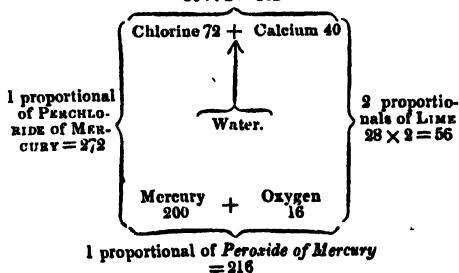 Chlorine 72 + Calcium 40
1 proportional
of PERCHLO-
RIDE of MER-
CURY = 272
Water.
2 proportio-
nals of LIME
28 × 2 = 56
Mercury + Oxygen
200 16
1 proportional of Peroxide of Mercury
= 216